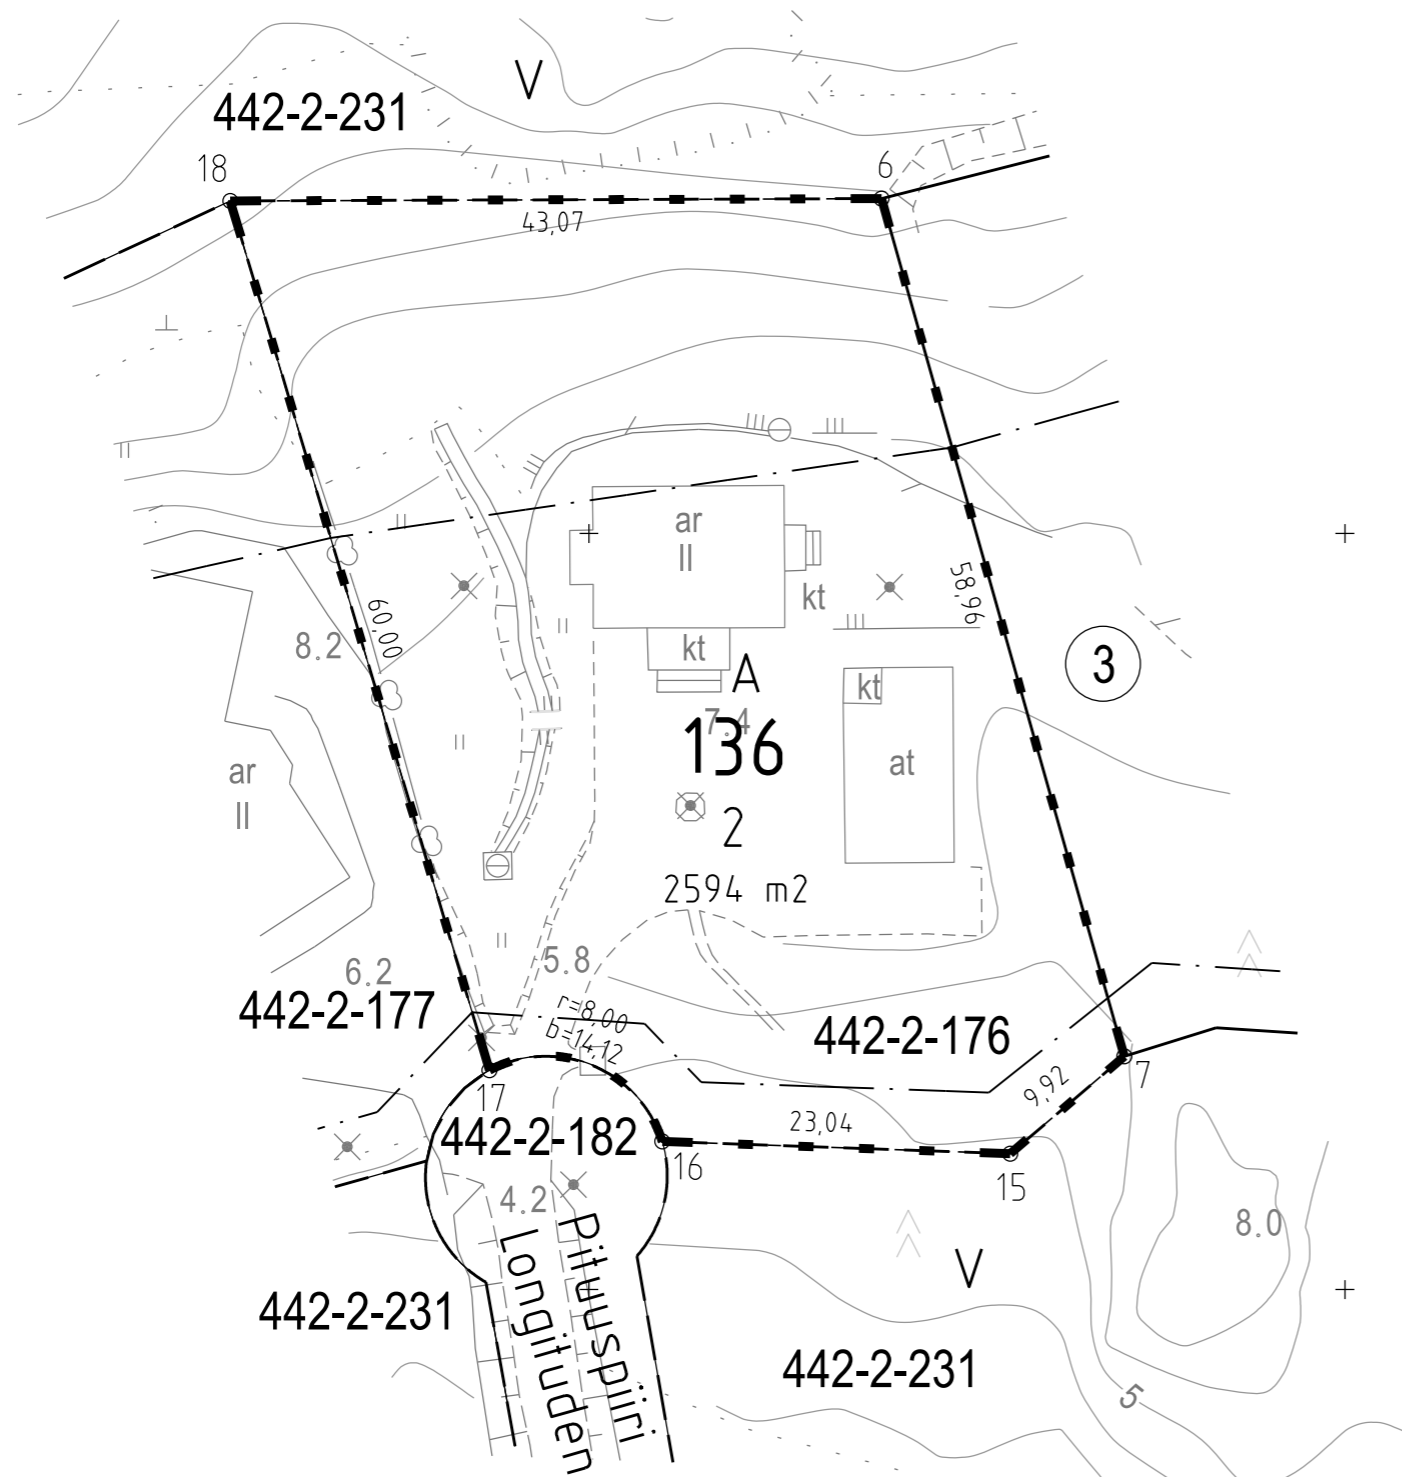 V
442-2-231
18
6
43,07
ar
II
kt
58,96
60,00
8.2
kt
3
A
kt
7.4
136
ar
II
at
2
2594 m2
5.8
6.2
442-2-177
r=8,00
b=14,12
442-2-176
7
9,92
17
23,04
442-2-182
16
15
4.2
8.0
Pituuspiiri
Longituden
V
442-2-231
442-2-231
5